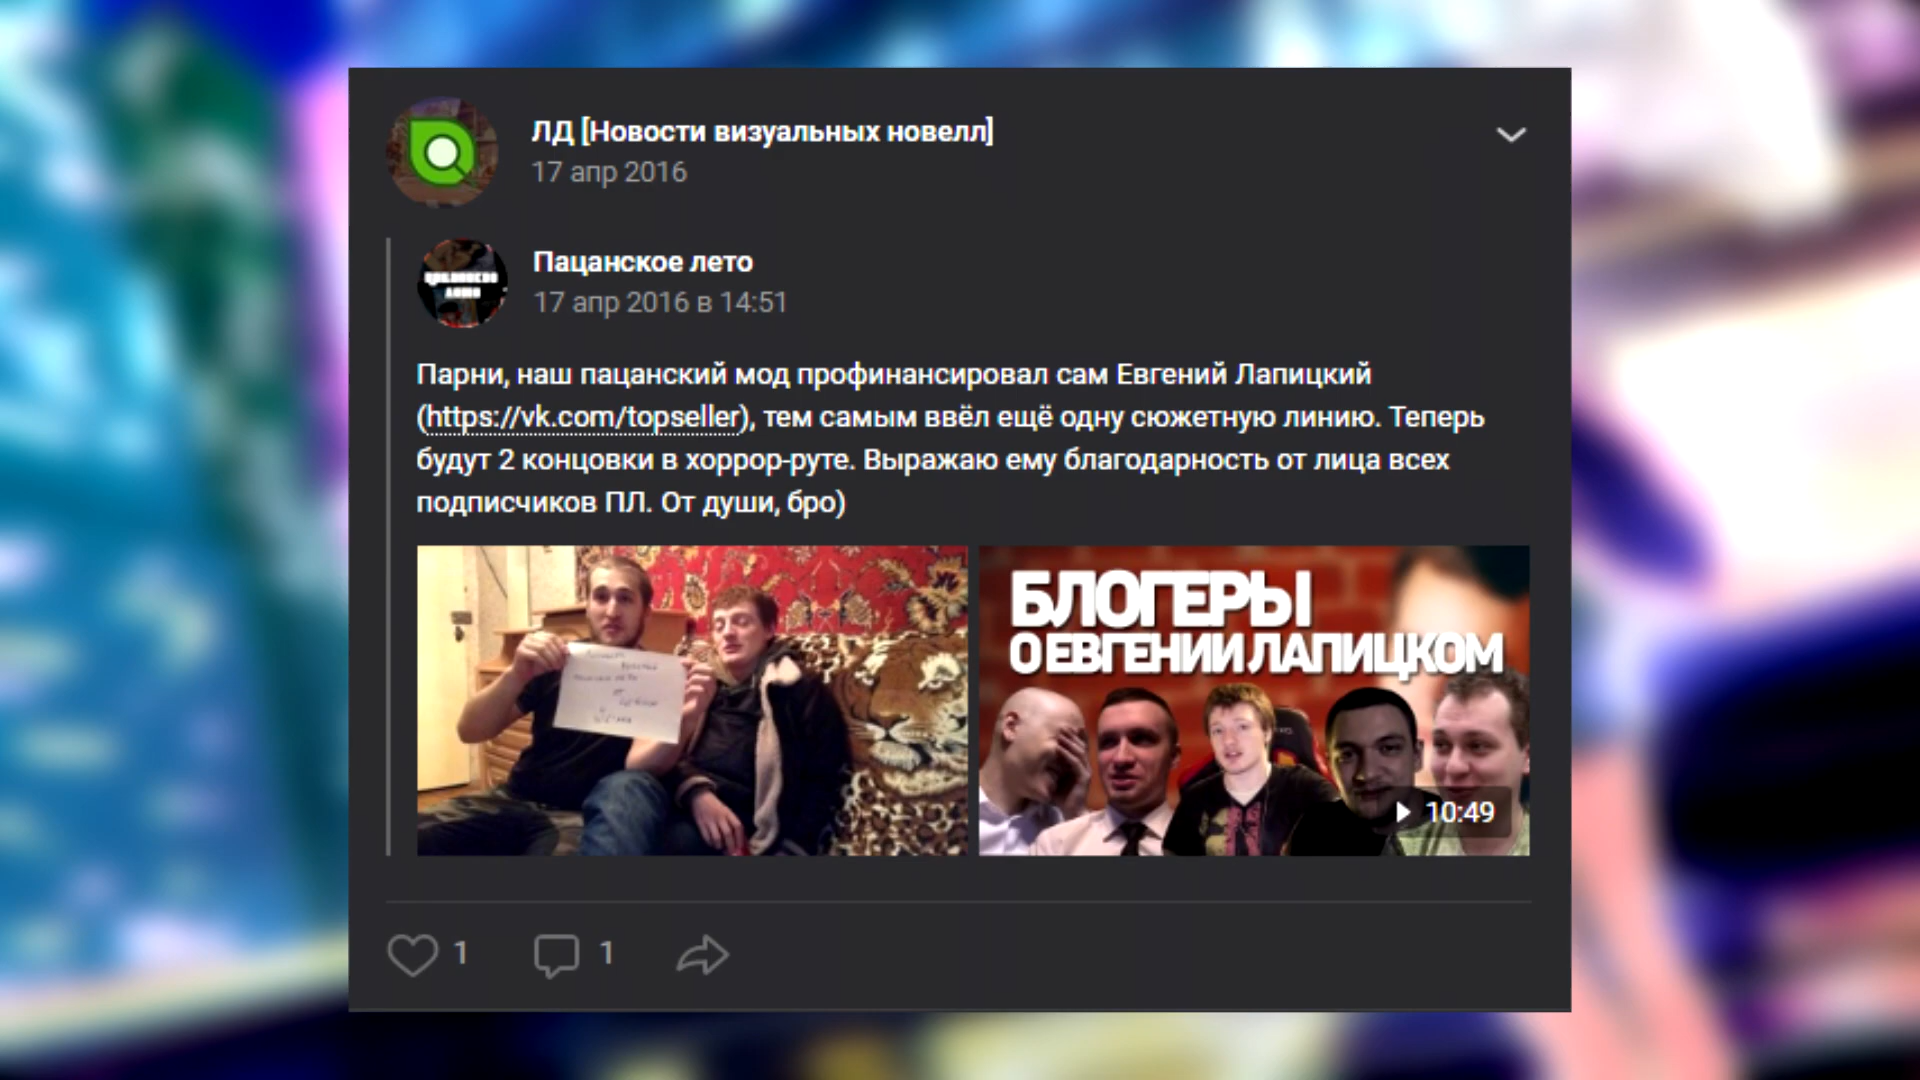 ЛД [Новости визуальных новелл]
17 апр 2016
Пацанское лето
17 апр 2016 в 14:51
Парни, наш пацанский мод профинансировал сам Евгений Лапицкий
(https://vk.com/topseller), тем самым ввёл ещё одну сюжетную линию. Теперь
будут 2 концовки в хоррор-руте. Выражаю ему благодарность от лица всех
подписчиков ПЛ. От души, бро)
БЛОГЕРЫ
О ЕВГЕНИИ ЛАПИЦКОМ
10:49
1
1